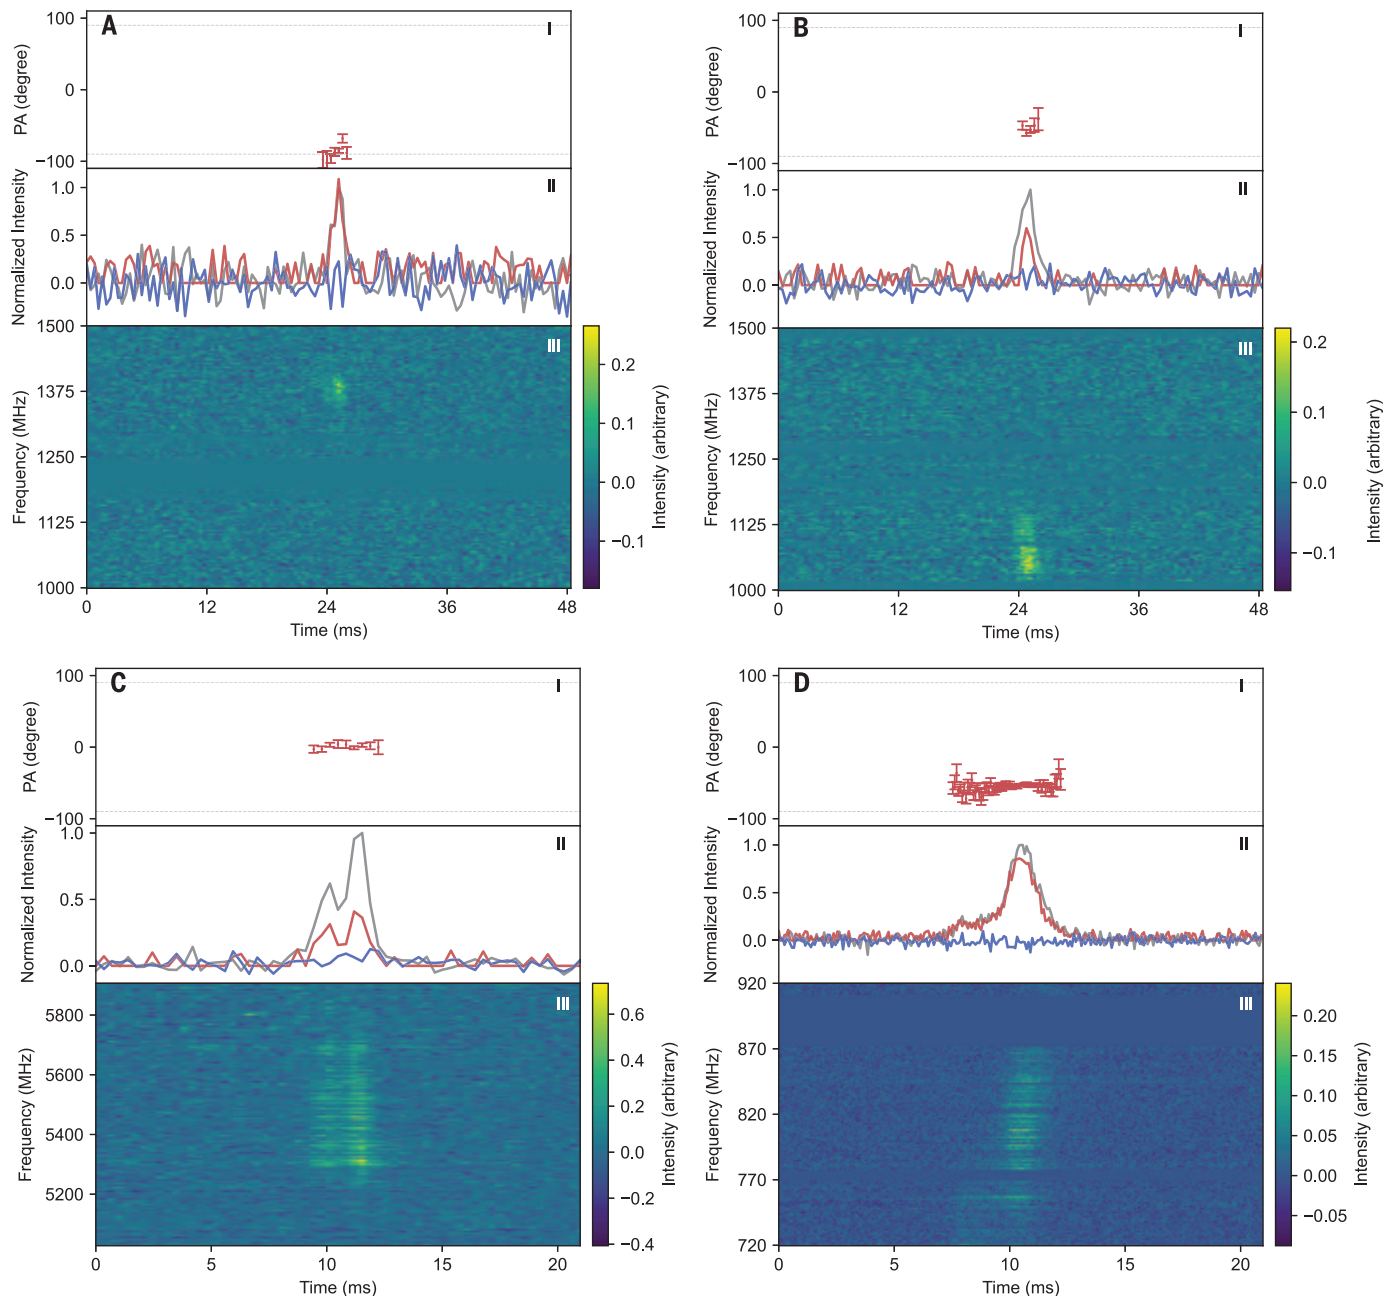 A
I
PA (degree)
100
0
−100
II
Normalized Intensity
1.0
0.5
0.0
III
Frequency (MHz)
1500
1375
1250
1125
1000
0 12 24 36 48
Time (ms)
0.2
0.1
0.0
−0.1
Intensity (arbitrary)
B
I
PA (degree)
100
0
−100
II
Normalized Intensity
1.0
0.5
0.0
III
Frequency (MHz)
1500
1375
1250
1125
1000
0 12 24 36 48
Time (ms)
0.2
0.1
0.0
−0.1
Intensity (arbitrary)
C
I
PA (degree)
100
0
−100
II
Normalized Intensity
1.0
0.5
0.0
III
Frequency (MHz)
5800
5600
5400
5200
0 5 10 15 20
Time (ms)
0.6
0.4
0.2
0.0
−0.2
−0.4
Intensity (arbitrary)
D
I
PA (degree)
100
0
−100
II
Normalized Intensity
1.0
0.5
0.0
III
Frequency (MHz)
920
870
820
770
720
0 5 10 15 20
Time (ms)
0.20
0.15
0.10
0.05
0.00
−0.05
Intensity (arbitrary)